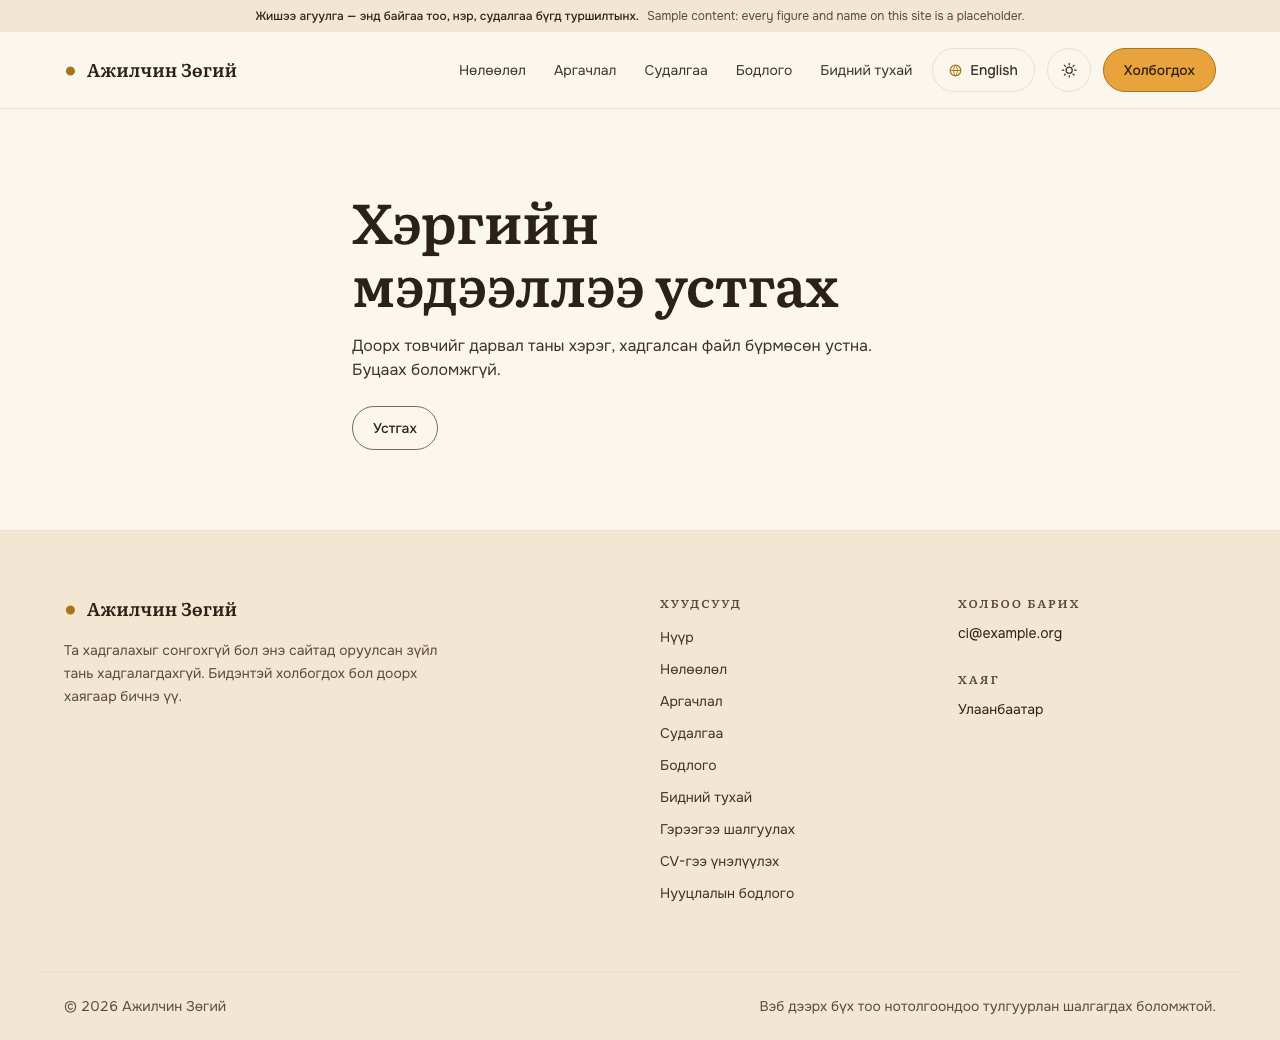 Жишээ агуулга — энд байгаа тоо, нэр, судалгаа бүгд туршилтынх. Sample content: every figure and name on this site is a placeholder.
Ажилчин Зөгий
Нөлөөлөл
Аргачлал
Судалгаа
Бодлого
Бидний тухай
English
Холбогдох
Хэргийн
мэдээллээ устгах
Доорх товчийг дарвал таны хэрэг, хадгалсан файл бүрмөсөн устна.
Буцаах боломжгүй.
Устгах
Ажилчин Зөгий
Та хадгалахыг сонгохгүй бол энэ сайтад оруулсан зүйл
тань хадгалагдахгүй. Бидэнтэй холбогдох бол доорх
хаягаар бичнэ үү.
ХУУДСУУД
Нүүр
Нөлөөлөл
Аргачлал
Судалгаа
Бодлого
Бидний тухай
Гэрээгээ шалгуулах
CV-гээ үнэлүүлэх
Нууцлалын бодлого
ХОЛБОО БАРИХ
ci@example.org
ХАЯГ
Улаанбаатар
© 2026 Ажилчин Зөгий
Вэб дээрх бүх тоо нотолгоондоо тулгуурлан шалгагдах боломжтой.